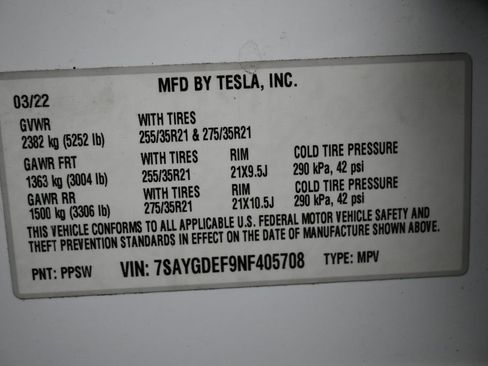 MFD BY TESLA, INC.
03/22
GVWR WITH TIRES
2382 kg (5252 lb) 255/35R21 & 275/35R21
GAWR FRT WITH TIRES RIM COLD TIRE PRESSURE
1363 kg (3004 lb) 255/35R21 21X9.5J 290 kPa, 42 psi
GAWR RR WITH TIRES RIM COLD TIRE PRESSURE
1500 kg (3306 lb) 275/35R21 21X10.5J 290 kPa, 42 psi
THIS VEHICLE CONFORMS TO ALL APPLICABLE U.S. FEDERAL MOTOR VEHICLE SAFETY AND
THEFT PREVENTION STANDARDS IN EFFECT ON THE DATE OF MANUFACTURE SHOWN ABOVE.
PNT: PPSW VIN: 7SAYGDEF9NF405708 TYPE: MPV